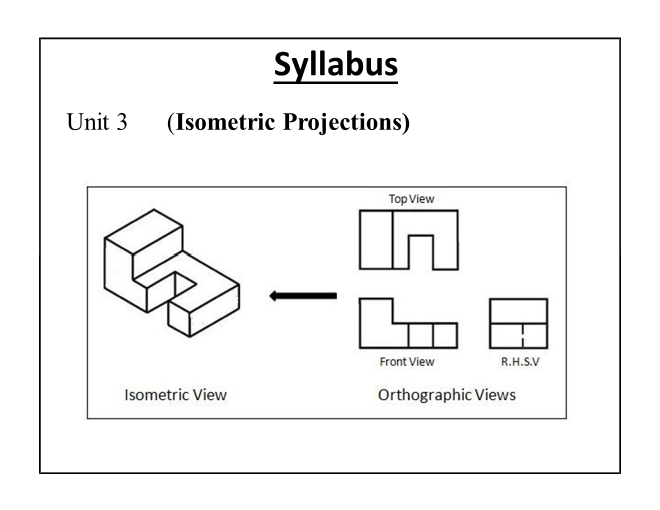 Syllabus
Unit 3 (Isometric Projections)
Top View
Front View
R.H.S.V
Isometric View
Orthographic Views